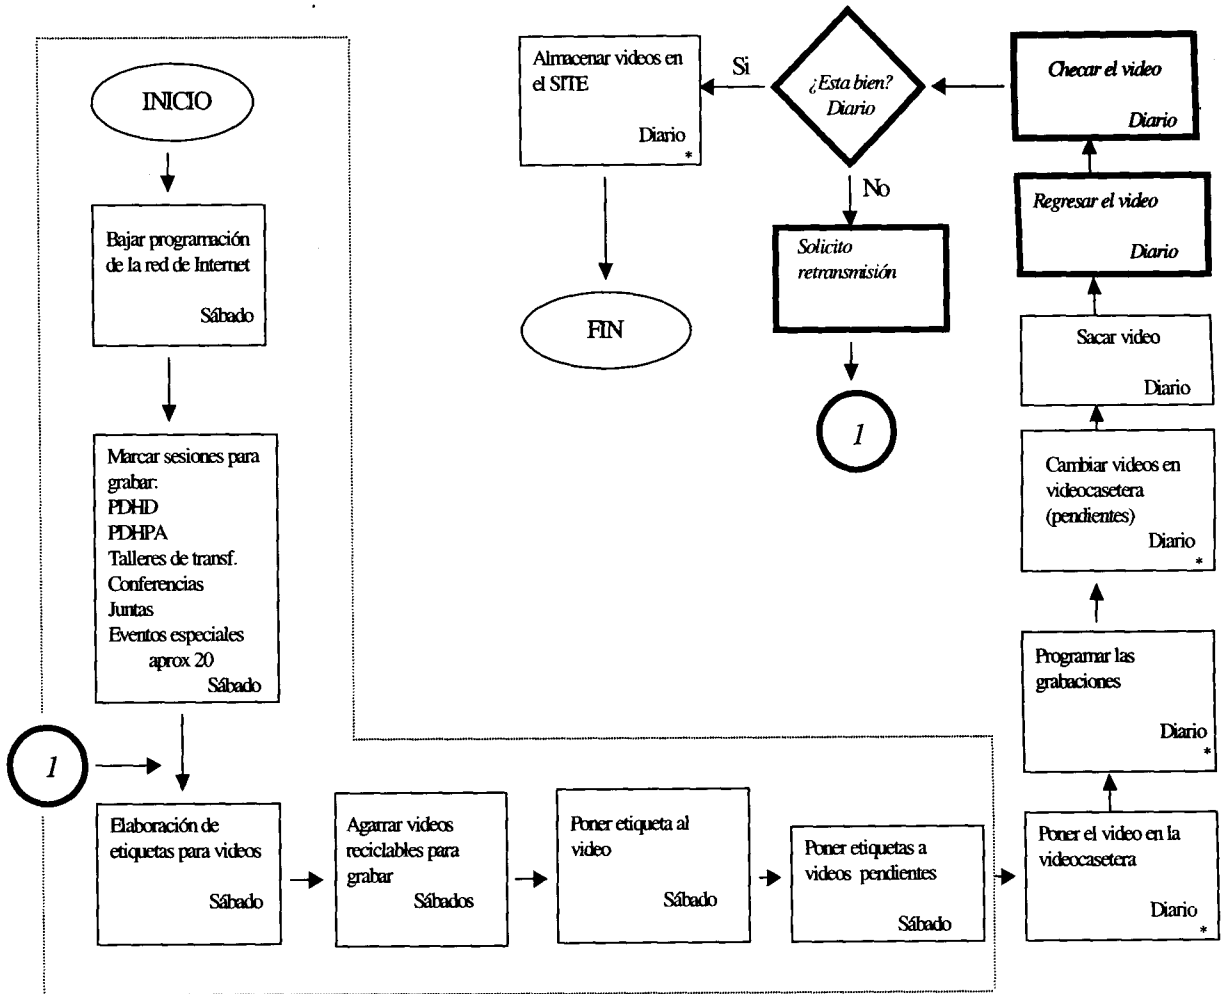 INICIO
Bajar programación
de la red de Internet
Sábado
Marcar sesiones para
grabar:
PDHD
PDHPA
Talleres de transf.
Conferencias
Juntas
Eventos especiales
aprox 20
Sábado
1
Elaboración de
etiquetas para videos
Sábado
Agarrar videos
reciclables para
grabar
Sábados
Poner etiqueta al
video
Sábado
Poner etiquetas a
videos pendientes
Sábado
Poner el video en la
videocasetera
Diario
*
Programar las
grabaciones
Diario
*
Cambiar videos en
videocasetera
(pendientes)
Diario
*
Sacar video
Diario
Regresar el video
Diario
Checar el video
Diario
¿Esta bien?
Diario
Si
No
Almacenar videos en
el SITE
Diario
*
FIN
Solicito
retransmisión
1